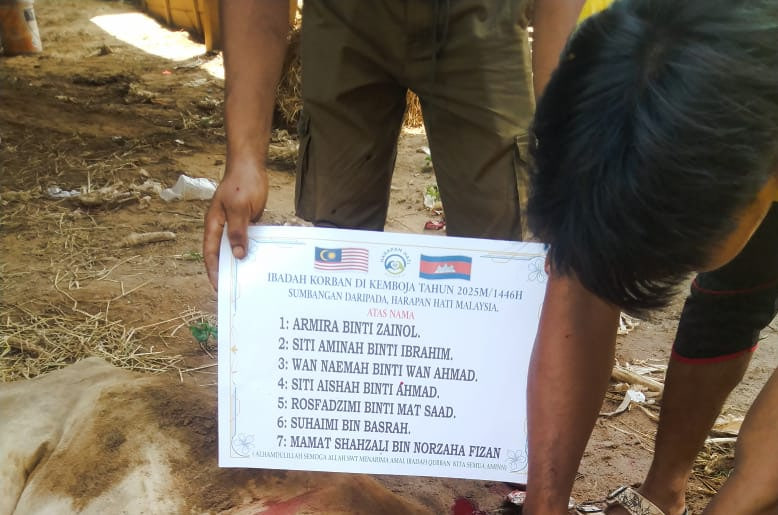 HARAPAN HATI
IBADAH KORBAN DI KEMBOJA TAHUN 2025M/1446H
SUMBANGAN DARIPADA, HARAPAN HATI MALAYSIA.
ATAS NAMA
1: ARMIRA BINTI ZAINOL.
2: SITI AMINAH BINTI IBRAHIM.
3: WAN NAEMAH BINTI WAN AHMAD.
4: SITI AISHAH BINTI AHMAD.
5: ROSFADZIMI BINTI MAT SAAD.
6: SUHAIMI BIN BASRAH.
7: MAMAT SHAHZALI BIN NORZAHA FIZAN
( ALHAMDULILLAH SEMOGA ALLAH SWT MENARIMA AMAL IBADAH QURBAN KITA SEMUA AMINN)